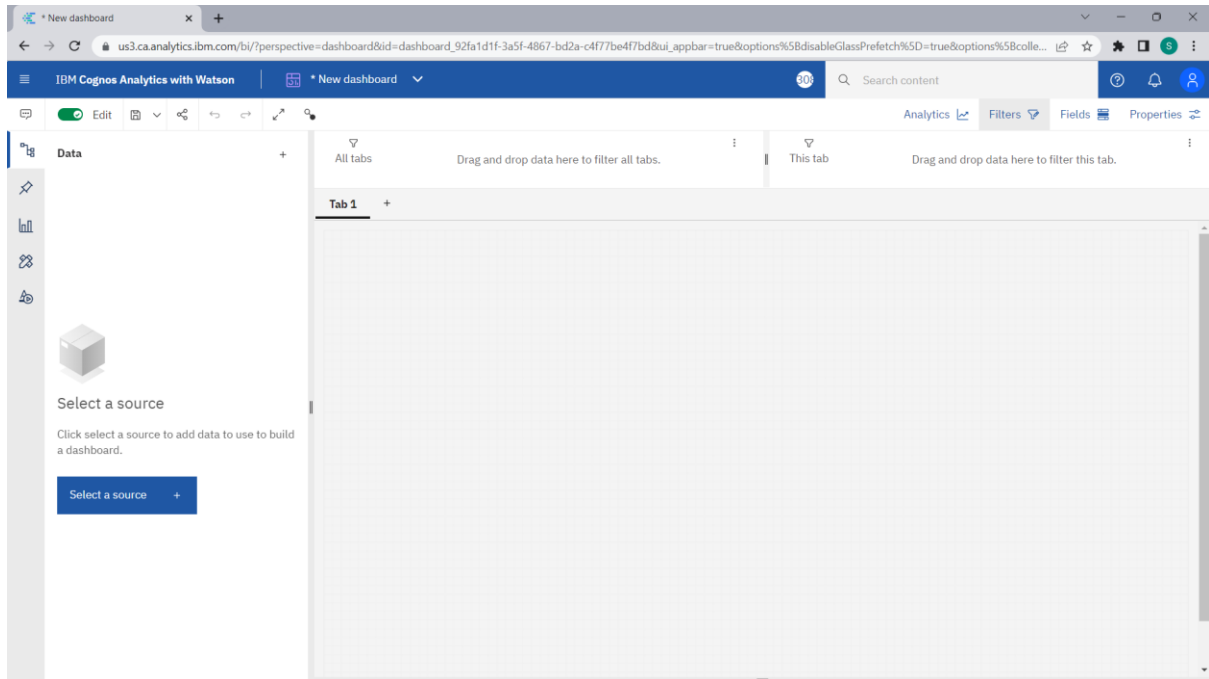 * New dashboard
us3.ca.analytics.ibm.com/bi/?perspective=dashboard&id=dashboard_92fa1d1f-3a5f-4867-bd2a-c4f77be4f7bd&ui_appbar=true&options%5BdisableGlassPrefetch%5D=true&options%5Bcolle...
S
IBM Cognos Analytics with Watson
* New dashboard
Search content
Edit
Analytics
Filters
Fields
Properties
Data
All tabs
Drag and drop data here to filter all tabs.
This tab
Drag and drop data here to filter this tab.
Tab 1
Select a source
Click select a source to add data to use to build
a dashboard.
Select a source